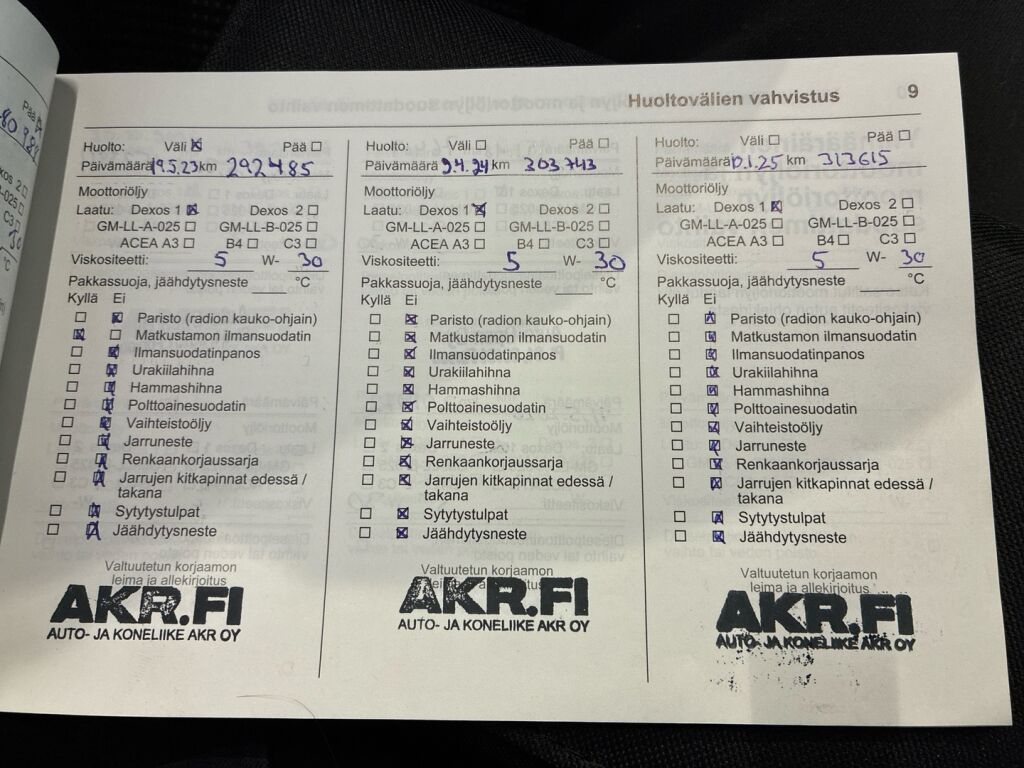 Huoltovälien vahvistus 9
Huolto: Väli ☒ Pää ☐
Päivämäärä 19.5.23 km 292485
Moottoriöljy
Laatu: Dexos 1 ☒ Dexos 2 ☐
GM-LL-A-025 ☐ GM-LL-B-025 ☐
ACEA A3 ☐ B4 ☐ C3 ☐
Viskositeetti: 5 W- 30
Pakkassuoja, jäähdytysneste ____ °C
Kyllä Ei
☐ ☒ Paristo (radion kauko-ohjain)
☒ ☐ Matkustamon ilmansuodatin
☐ ☒ Ilmansuodatinpanos
☐ ☒ Urakiilahihna
☐ ☒ Hammashihna
☐ ☒ Polttoainesuodatin
☐ ☒ Vaihteistoöljy
☐ ☒ Jarruneste
☐ ☒ Renkaankorjaussarja
☐ ☒ Jarrujen kitkapinnat edessä /
takana
☐ ☒ Sytytystulpat
☐ ☒ Jäähdytysneste
Valtuutetun korjaamon
leima ja allekirjoitus
AKR.FI
AUTO- JA KONELIIKE AKR OY
Huolto: Väli ☐ Pää ☐
Päivämäärä 9.4.24 km 303.743
Moottoriöljy
Laatu: Dexos 1 ☒ Dexos 2 ☐
GM-LL-A-025 ☐ GM-LL-B-025 ☐
ACEA A3 ☐ B4 ☐ C3 ☐
Viskositeetti: 5 W- 30
Pakkassuoja, jäähdytysneste ____ °C
Kyllä Ei
☐ ☒ Paristo (radion kauko-ohjain)
☐ ☒ Matkustamon ilmansuodatin
☐ ☒ Ilmansuodatinpanos
☐ ☒ Urakiilahihna
☐ ☒ Hammashihna
☐ ☒ Polttoainesuodatin
☐ ☒ Vaihteistoöljy
☐ ☒ Jarruneste
☐ ☒ Renkaankorjaussarja
☐ ☒ Jarrujen kitkapinnat edessä /
takana
☐ ☒ Sytytystulpat
☐ ☒ Jäähdytysneste
Valtuutetun korjaamon
leima ja allekirjoitus
AKR.FI
AUTO- JA KONELIIKE AKR OY
Huolto: Väli ☐ Pää ☐
Päivämäärä .1.25 km 313615
Moottoriöljy
Laatu: Dexos 1 ☒ Dexos 2 ☐
GM-LL-A-025 ☐ GM-LL-B-025 ☐
ACEA A3 ☐ B4 ☐ C3 ☐
Viskositeetti: 5 W- 30
Pakkassuoja, jäähdytysneste ____ °C
Kyllä Ei
☐ ☒ Paristo (radion kauko-ohjain)
☐ ☒ Matkustamon ilmansuodatin
☐ ☒ Ilmansuodatinpanos
☐ ☒ Urakiilahihna
☐ ☒ Hammashihna
☐ ☒ Polttoainesuodatin
☐ ☒ Vaihteistoöljy
☐ ☒ Jarruneste
☐ ☒ Renkaankorjaussarja
☐ ☒ Jarrujen kitkapinnat edessä /
takana
☐ ☒ Sytytystulpat
☐ ☒ Jäähdytysneste
Valtuutetun korjaamon
leima ja allekirjoitus
AKR.FI
AUTO- JA KONELIIKE AKR OY